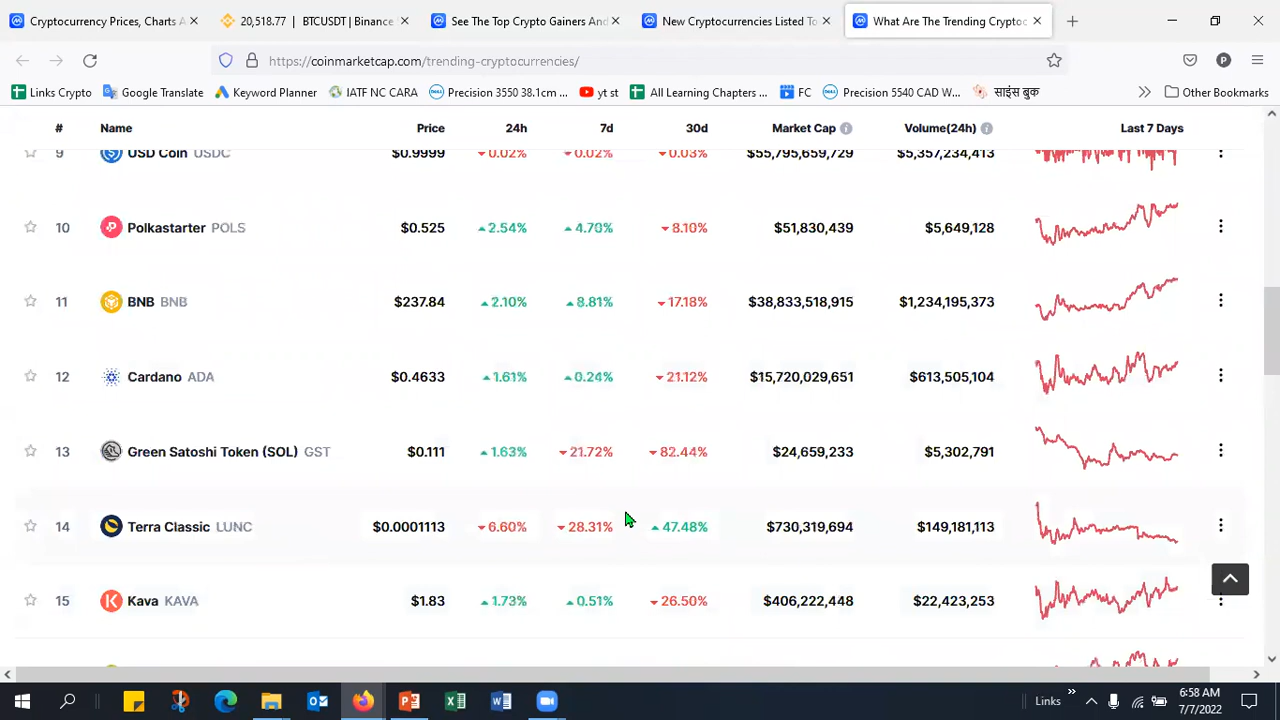 Cryptocurrency Prices, Charts A
20,518.77 | BTCUSDT | Binance
See The Top Crypto Gainers And
New Cryptocurrencies Listed To
What Are The Trending Cryptoc
https://coinmarketcap.com/trending-cryptocurrencies/
P
Links Crypto Google Translate Keyword Planner IATF NC CARA Precision 3550 38.1cm ... yt st All Learning Chapters ... FC Precision 5540 CAD W... साइंस बुक Other Bookmarks
# Name Price 24h 7d 30d Market Cap Volume(24h) Last 7 Days
9 USD Coin USDC $0.9999 0.02% 0.02% 0.03% $55,795,659,729 $5,357,234,413
10 Polkastarter POLS $0.525 2.54% 4.70% 8.10% $51,830,439 $5,649,128
11 BNB BNB $237.84 2.10% 8.81% 17.18% $38,833,518,915 $1,234,195,373
12 Cardano ADA $0.4633 1.61% 0.24% 21.12% $15,720,029,651 $613,505,104
13 Green Satoshi Token (SOL) GST $0.111 1.63% 21.72% 82.44% $24,659,233 $5,302,791
14 Terra Classic LUNC $0.0001113 6.60% 28.31% 47.48% $730,319,694 $149,181,113
15 Kava KAVA $1.83 1.73% 0.51% 26.50% $406,222,448 $22,423,253
Links
6:58 AM
7/7/2022